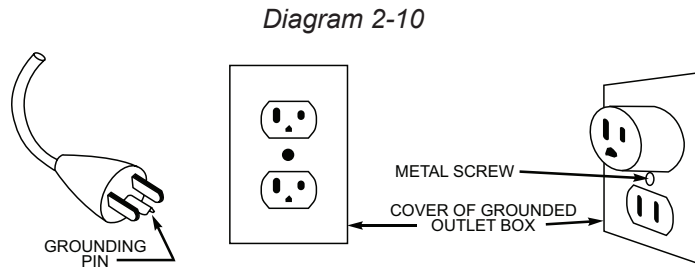 Diagram 2-10
METAL SCREW
COVER OF GROUNDED
OUTLET BOX
GROUNDING
PIN